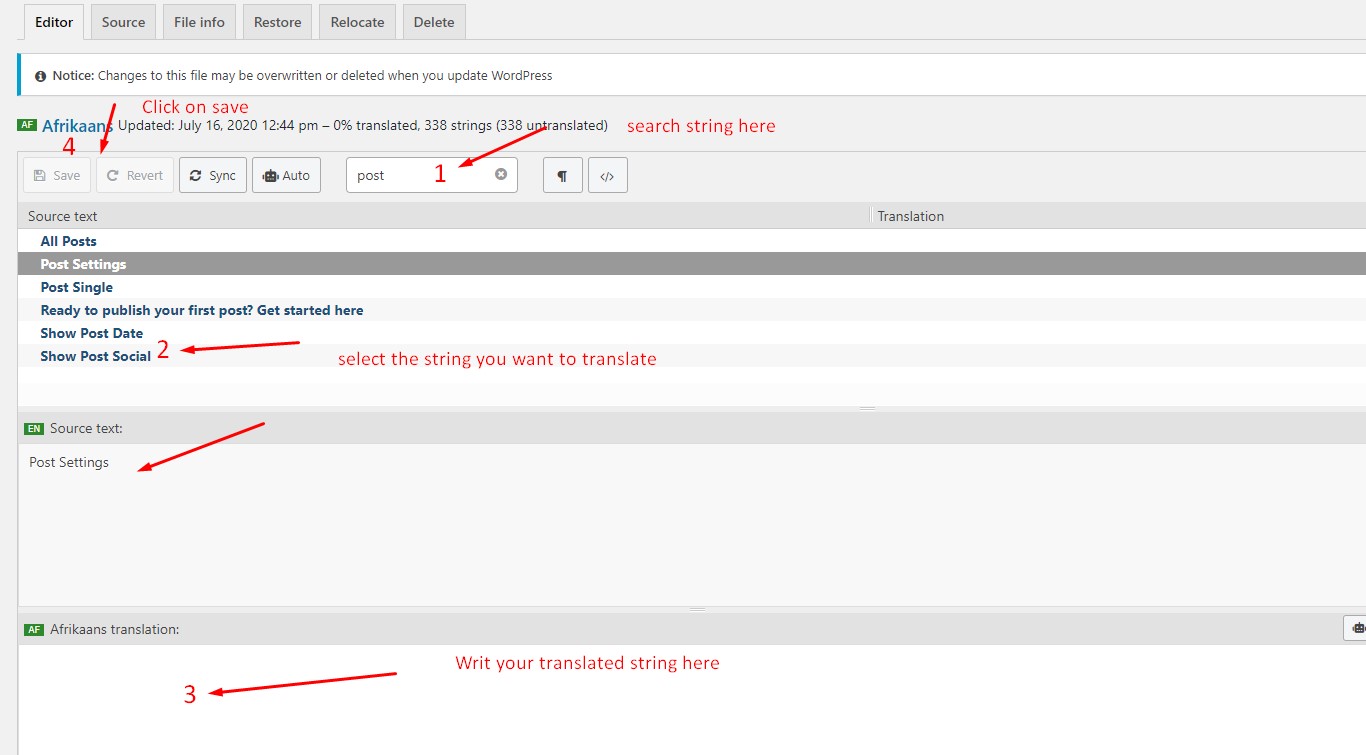 Editor Source File info Restore Relocate Delete
Notice: Changes to this file may be overwritten or deleted when you update WordPress
Click on save
AF Afrikaans Updated: July 16, 2020 12:44 pm – 0% translated, 338 strings (338 untranslated) search string here
4
Save Revert Sync Auto post 1 ¶ </>
Source text Translation
All Posts
Post Settings
Post Single
Ready to publish your first post? Get started here
Show Post Date
Show Post Social 2
select the string you want to translate
EN Source text:
Post Settings
AF Afrikaans translation:
Writ your translated string here
3